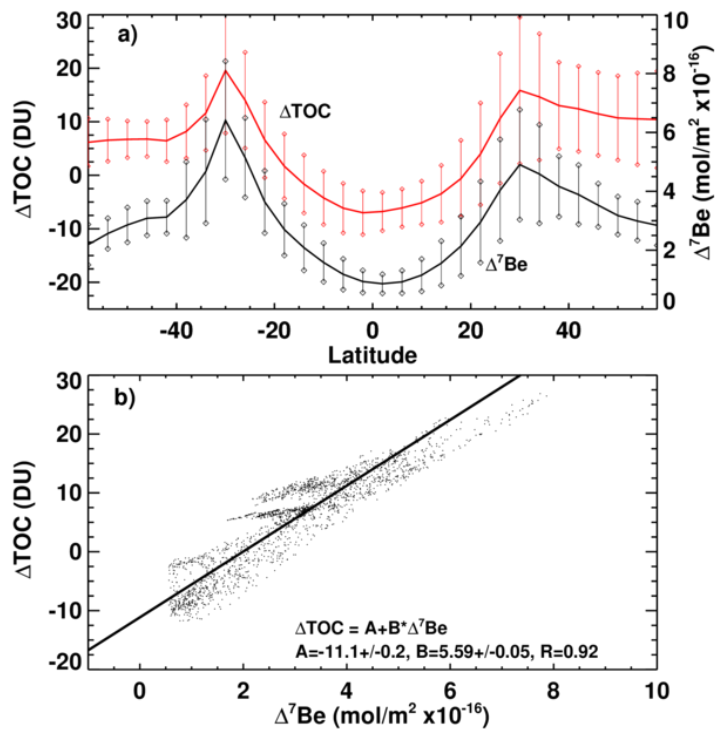 a)
30
20
10
0
-10
-20
ΔTOC (DU)
ΔTOC
Δ⁷Be
10
8
6
4
2
0
Δ⁷Be (mol/m² x10⁻¹⁶)
-40 -20 0 20 40
Latitude
b)
30
20
10
0
-10
-20
ΔTOC (DU)
ΔTOC = A+B*Δ⁷Be
A=-11.1+/-0.2, B=5.59+/-0.05, R=0.92
0 2 4 6 8 10
Δ⁷Be (mol/m² x10⁻¹⁶)